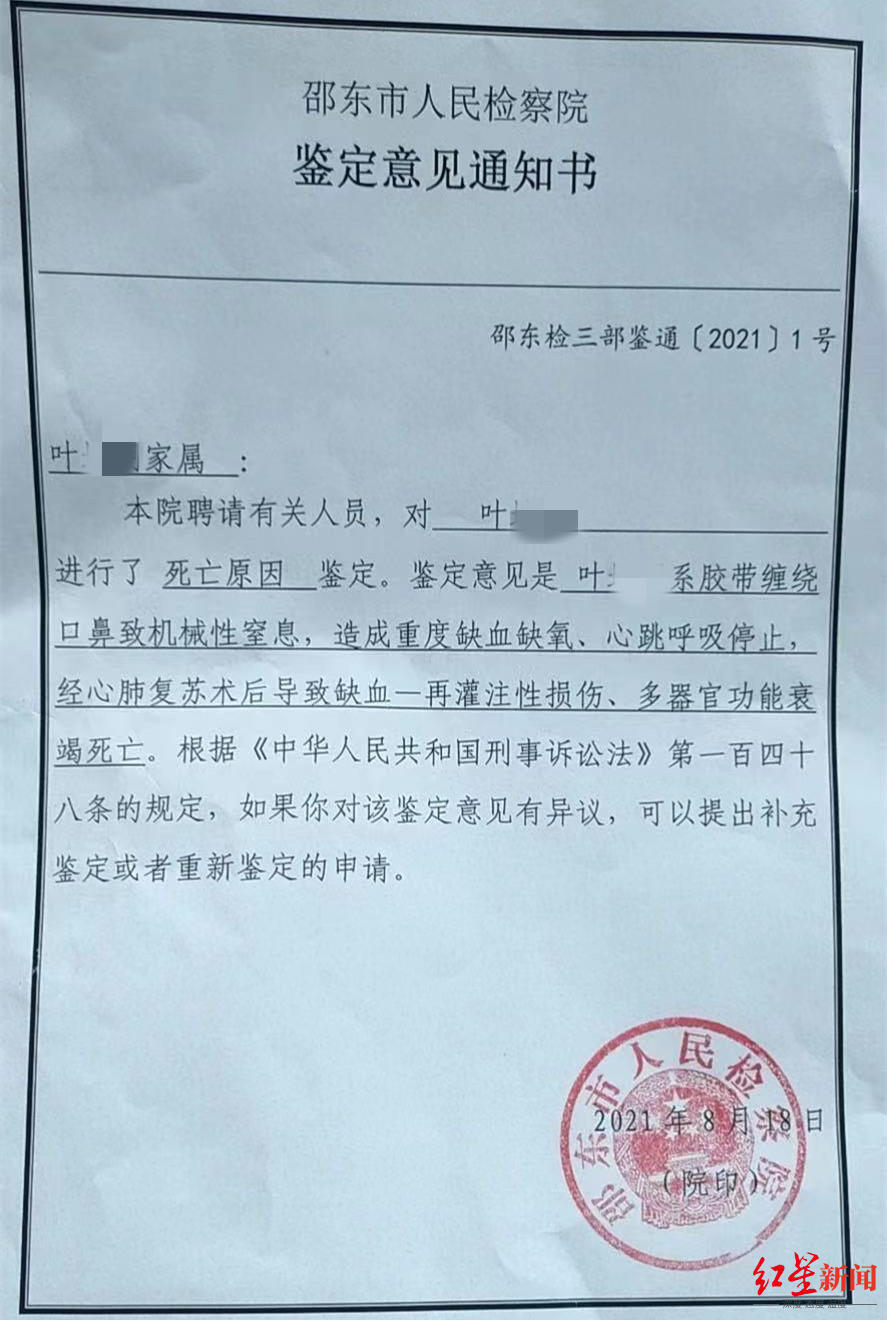 邵东市人民检察院
鉴定意见通知书
邵东检三部鉴通〔2021〕1号
叶 家属：
本院聘请有关人员，对 叶
进行了 死亡原因 鉴定。鉴定意见是 叶 系胶带缠绕
口鼻致机械性窒息，造成重度缺血缺氧、心跳呼吸停止，
经心肺复苏术后导致缺血—再灌注性损伤、多器官功能衰
竭死亡。根据《中华人民共和国刑事诉讼法》第一百四十
八条的规定，如果你对该鉴定意见有异议，可以提出补充
鉴定或者重新鉴定的申请。
邵东市人民检察院
2021年8月18日
（院印）
红星新闻